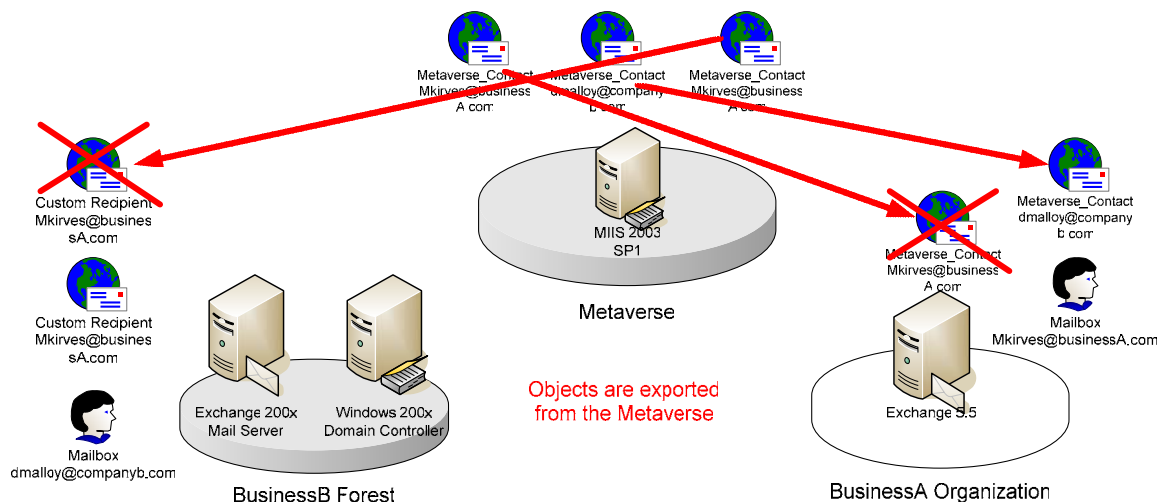 Metaverse_Contact
Mkirves@business
A.com
Metaverse_Contact
dmalloy@company
b.com
Metaverse_Contact
Mkirves@business
A.com
Custom Recipient
Mkirves@busines
sA.com
Custom Recipient
Mkirves@busines
sA.com
Mailbox
dmalloy@companyb.com
Exchange 200x
Mail Server
Windows 200x
Domain Controller
BusinessB Forest
MIIS 2003
SP1
Metaverse
Objects are exported
from the Metaverse
Metaverse_Contact
dmalloy@company
b.com
Metaverse_Contact
Mkirves@business
A.com
Mailbox
Mkirves@businessA.com
Exchange 5.5
BusinessA Organization